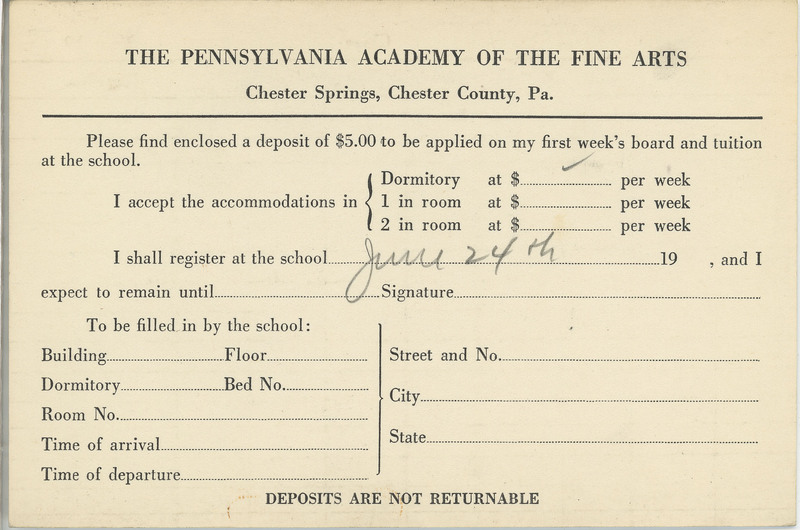 THE PENNSYLVANIA ACADEMY OF THE FINE ARTS
Chester Springs, Chester County, Pa.
Please find enclosed a deposit of $5.00 to be applied on my first week's board and tuition
at the school.
I accept the accommodations in { Dormitory at $.............. per week
1 in room at $.............. per week
2 in room at $.............. per week
I shall register at the school.....June 24th.....19 , and I
expect to remain until..............Signature..............
To be filled in by the school:
Building..............Floor..............
Dormitory..............Bed No...............
Room No...............
Time of arrival..............
Time of departure..............
Street and No...............
City..............
State..............
DEPOSITS ARE NOT RETURNABLE